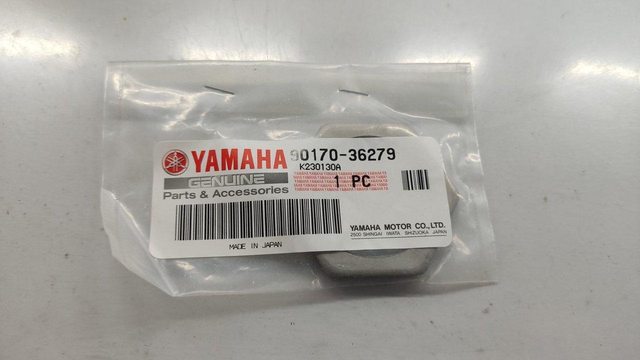 YAMAHA 90170-36279
K230130A
GENUINE
1 PC
Parts & Accessories
YAMAHA MOTOR CO.,LTD.
2500 SHINGAI IWATA SHIZUOKA JAPAN
MADE IN JAPAN